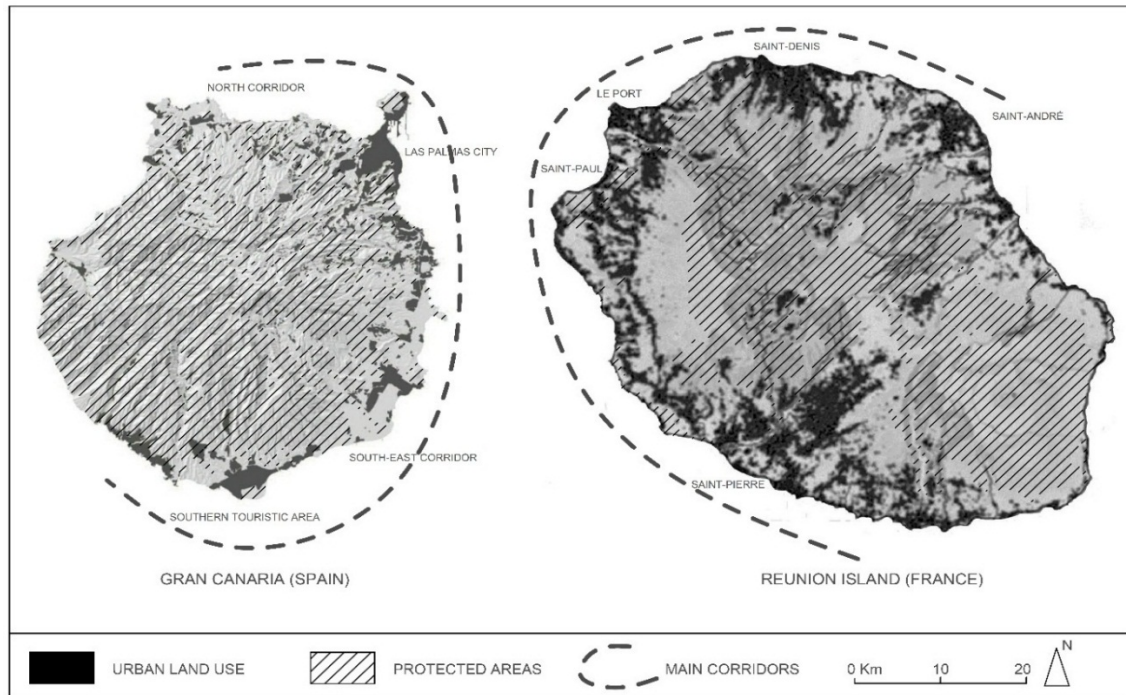 NORTH CORRIDOR
LAS PALMAS CITY
SOUTH-EAST CORRIDOR
SOUTHERN TOURISTIC AREA
GRAN CANARIA (SPAIN)
SAINT-DENIS
LE PORT
SAINT-ANDRÉ
SAINT-PAUL
SAINT-PIERRE
REUNION ISLAND (FRANCE)
URBAN LAND USE
PROTECTED AREAS
MAIN CORRIDORS
0 Km 10 20
N